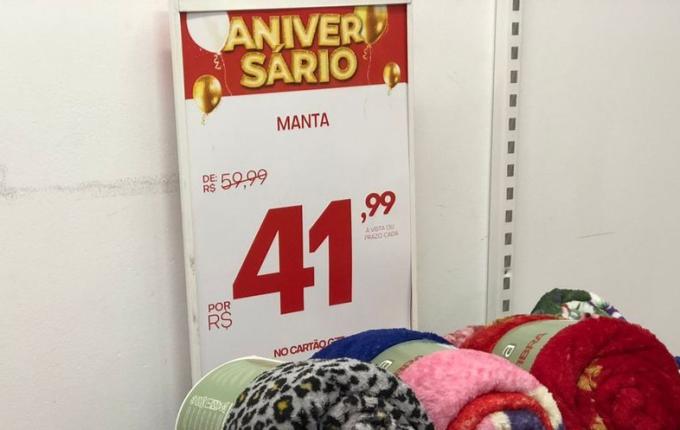 ANIVER
SÁRIO
MANTA
DE:
R$ 59,99
41,99
À VISTA OU
PRAZO CADA
POR
R$
NO CARTÃO